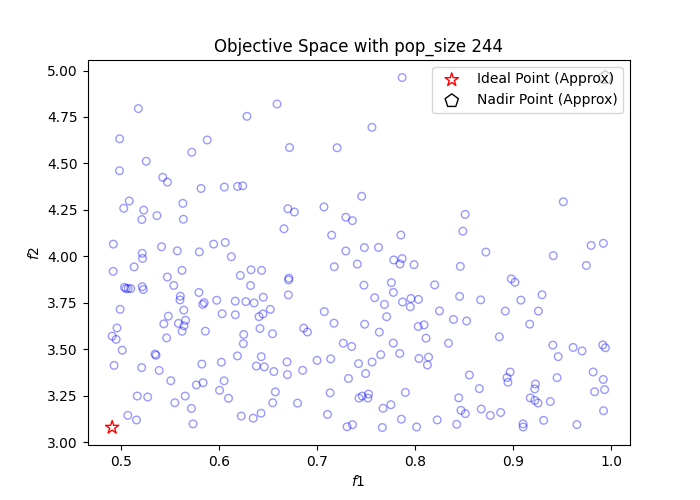 Objective Space with pop_size 244
5.00
4.75
4.50
4.25
4.00
3.75
3.50
3.25
3.00
f2
Ideal Point (Approx)
Nadir Point (Approx)
0.5 0.6 0.7 0.8 0.9 1.0
f1